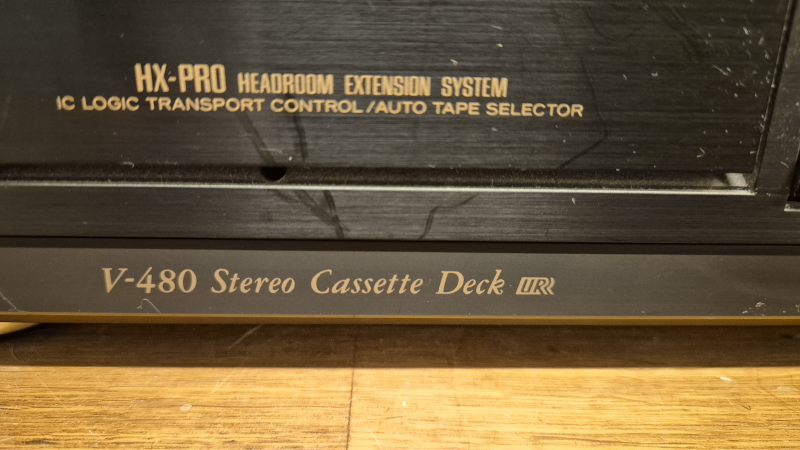 HX-PRO HEADROOM EXTENSION SYSTEM
IC LOGIC TRANSPORT CONTROL/AUTO TAPE SELECTOR
V-480 Stereo Cassette Deck